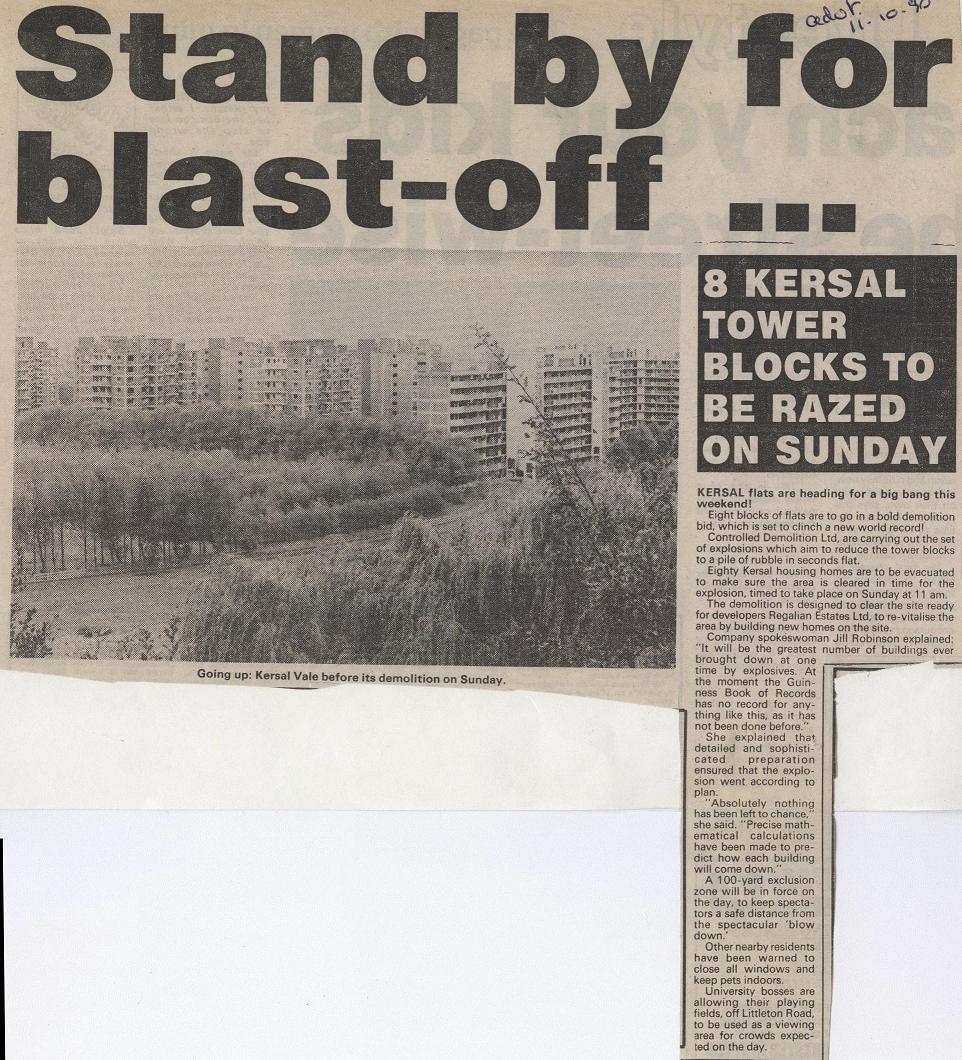 11-10-90
Stand by for
blast-off ...
8 KERSAL
TOWER
BLOCKS TO
BE RAZED
ON SUNDAY
Going up: Kersal Vale before its demolition on Sunday.
KERSAL flats are heading for a big bang this
weekend!
Eight blocks of flats are to go in a bold demolition
bid, which is set to clinch a new world record!
Controlled Demolition Ltd, are carrying out the set
of explosions which aim to reduce the tower blocks
to a pile of rubble in seconds flat.
Eighty Kersal housing homes are to be evacuated
to make sure the area is cleared in time for the
explosion, timed to take place on Sunday at 11 am.
The demolition is designed to clear the site ready
for developers Regalian Estates Ltd, to re-vitalise the
area by building new homes on the site.
Company spokeswoman Jill Robinson explained:
"It will be the greatest number of buildings ever
brought down at one
time by explosives. At
the moment the Guin-
ness Book of Records
has no record for any-
thing like this, as it has
not been done before."
She explained that
detailed and sophisti-
cated preparation
ensured that the explo-
sion went according to
plan.
"Absolutely nothing
has been left to chance,"
she said. "Precise math-
ematical calculations
have been made to pre-
dict how each building
will come down."
A 100-yard exclusion
zone will be in force on
the day, to keep specta-
tors a safe distance from
the spectacular 'blow
down.'
Other nearby residents
have been warned to
close all windows and
keep pets indoors.
University bosses are
allowing their playing
fields, off Littleton Road,
to be used as a viewing
area for crowds expec-
ted on the day.